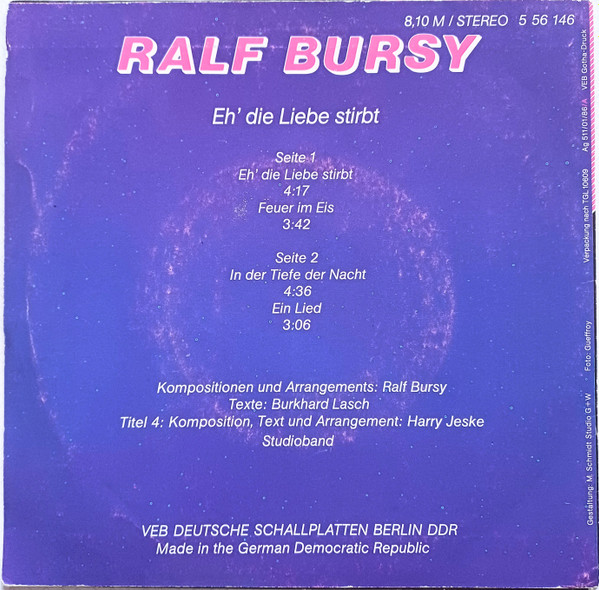 8,10 M / STEREO 5 56 146
RALF BURSY
Eh' die Liebe stirbt
Seite 1
Eh' die Liebe stirbt
4:17
Feuer im Eis
3:42
Seite 2
In der Tiefe der Nacht
4:36
Ein Lied
3:06
Kompositionen und Arrangements: Ralf Bursy
Texte: Burkhard Lasch
Titel 4: Komposition, Text und Arrangement: Harry Jeske
Studioband
VEB DEUTSCHE SCHALLPLATTEN BERLIN DDR
Made in the German Democratic Republic
Gestaltung: M. Schmidt Studio G+W Foto: Gueffroy Verpackung nach TGL 10609 Ag 511/01/86/A VEB Gotha-Druck